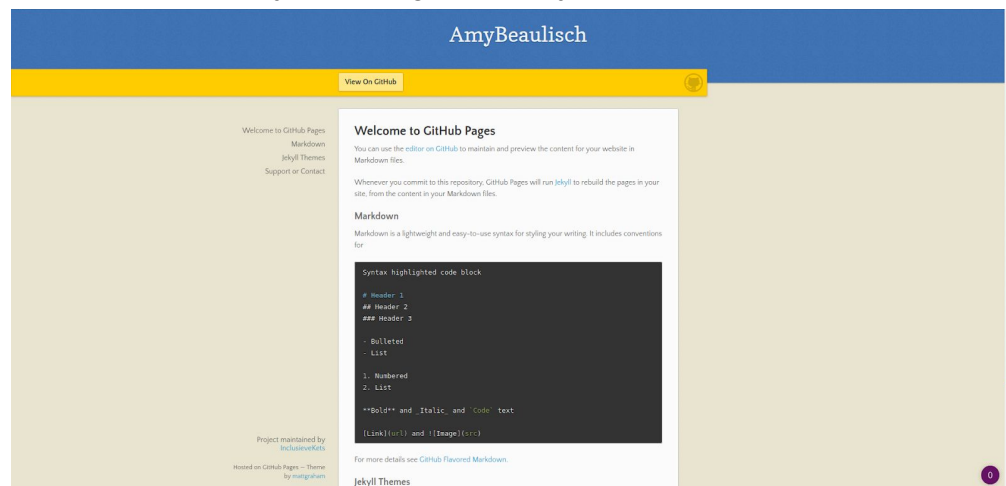 AmyBeaulisch
View On GitHub
Welcome to GitHub Pages
Markdown
Jekyll Themes
Support or Contact
Project maintained by
InclusieveKets
Hosted on GitHub Pages — Theme
by mattgraham
Welcome to GitHub Pages
You can use the editor on GitHub to maintain and preview the content for your website in
Markdown files.
Whenever you commit to this repository, GitHub Pages will run Jekyll to rebuild the pages in your
site, from the content in your Markdown files.
Markdown
Markdown is a lightweight and easy-to-use syntax for styling your writing. It includes conventions
for
Syntax highlighted code block
# Header 1
## Header 2
### Header 3
- Bulleted
- List
1. Numbered
2. List
**Bold** and _Italic_ and `Code` text
[Link](url) and ![Image](src)
For more details see GitHub Flavored Markdown.
Jekyll Themes
0